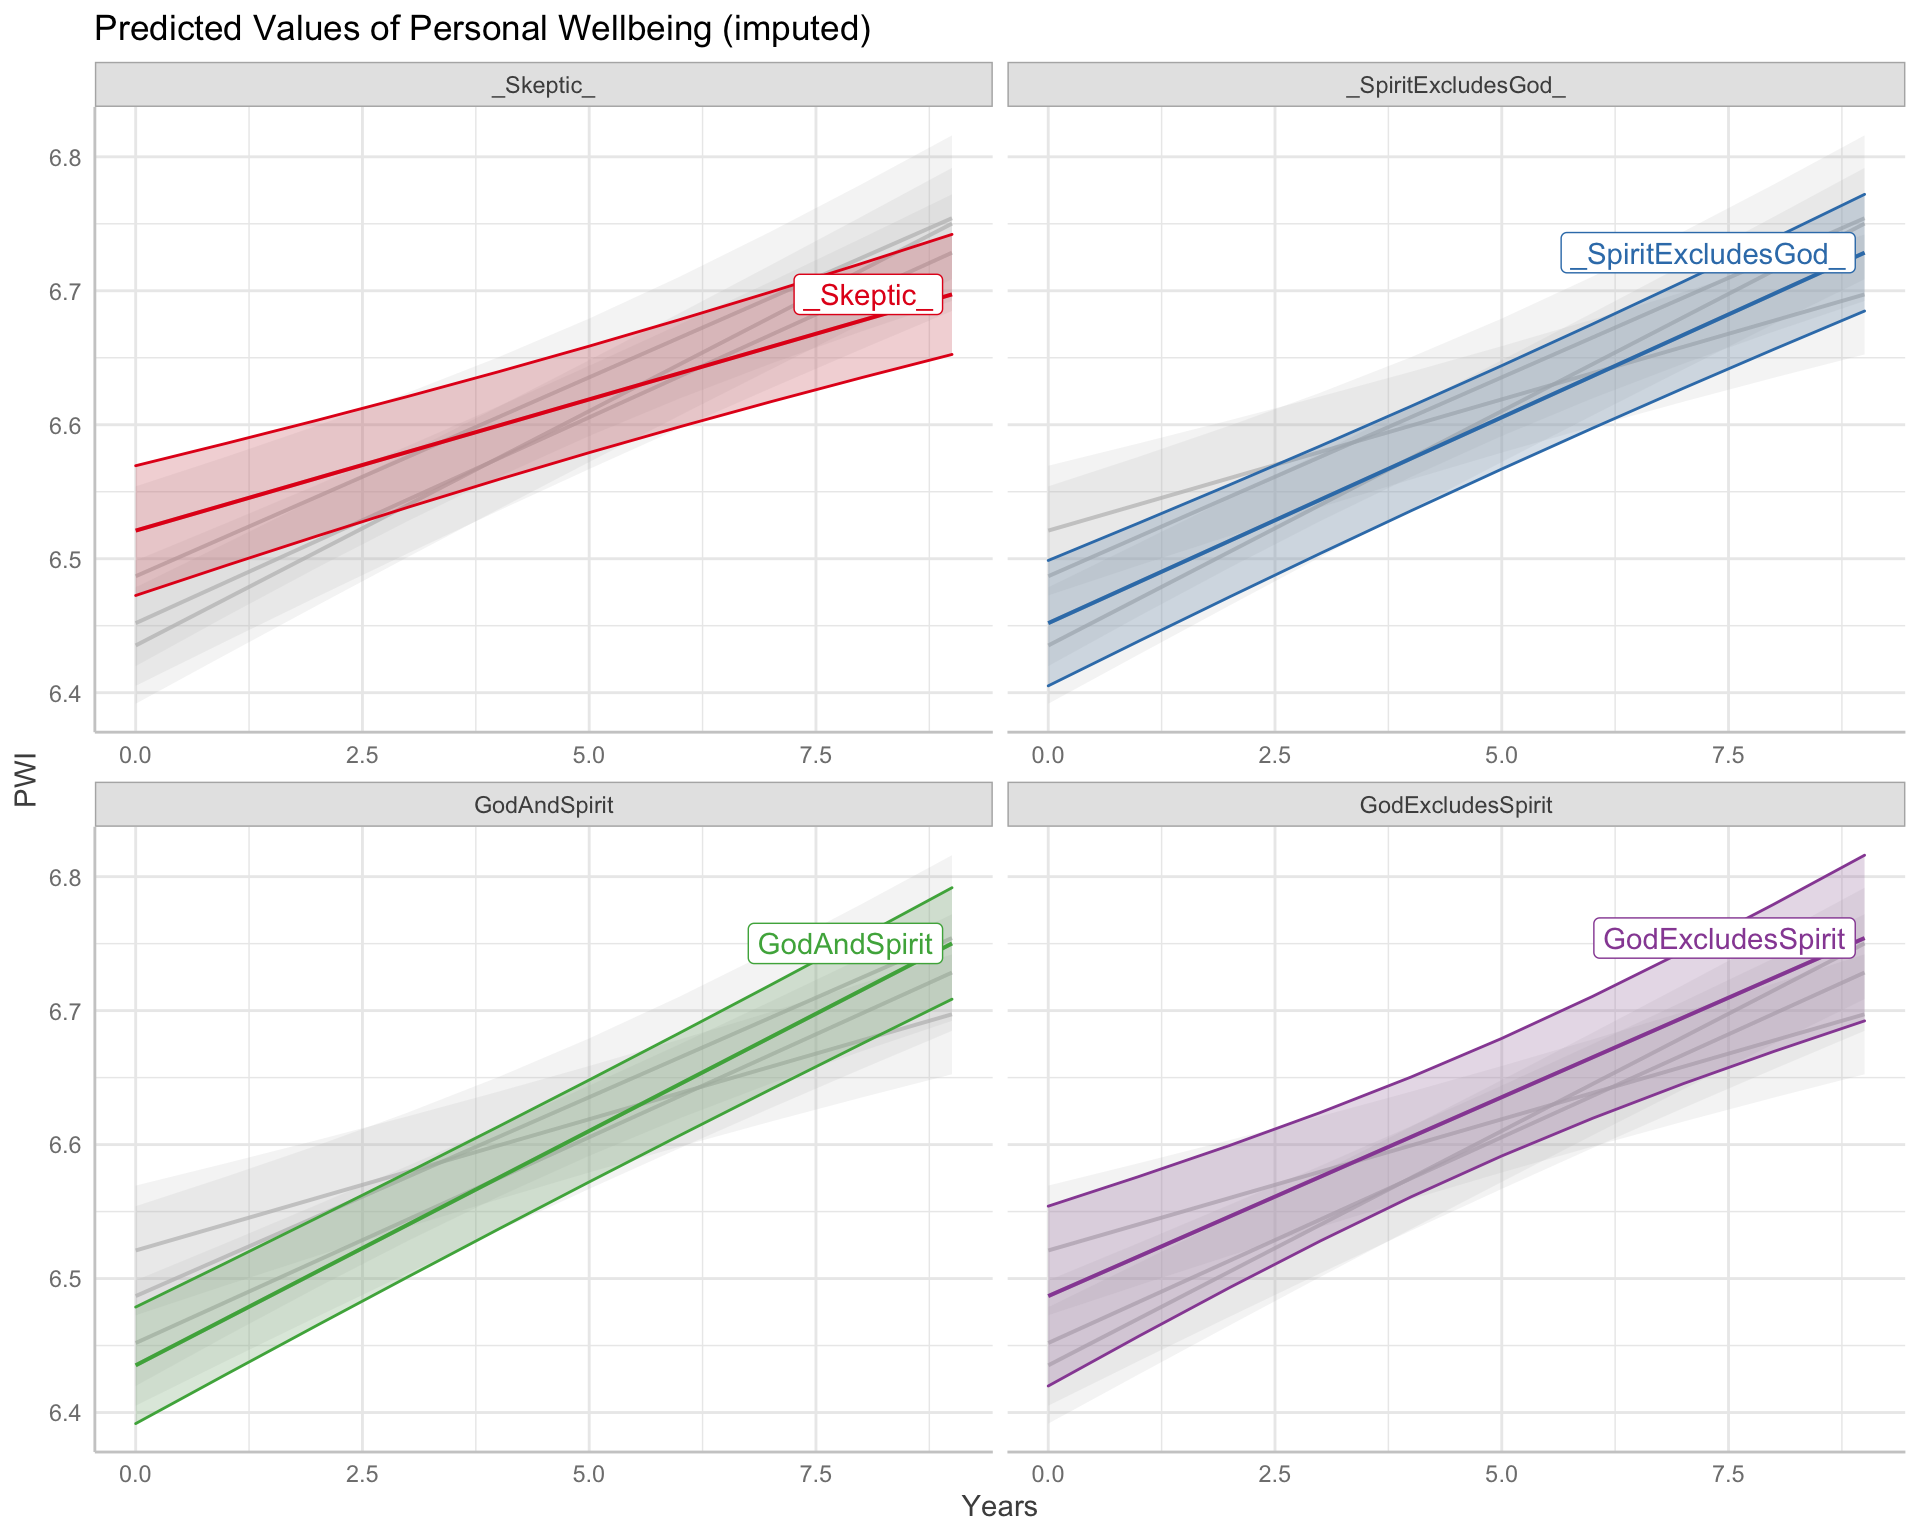 Predicted Values of Personal Wellbeing (imputed)
_Skeptic_
_SpiritExcludesGod_
6.8
6.7
6.6
6.5
6.4
_Skeptic_
_SpiritExcludesGod_
0.0 2.5 5.0 7.5
0.0 2.5 5.0 7.5
PWI
GodAndSpirit
GodExcludesSpirit
6.8
6.7
6.6
6.5
6.4
GodAndSpirit
GodExcludesSpirit
0.0 2.5 5.0 7.5
0.0 2.5 5.0 7.5
Years